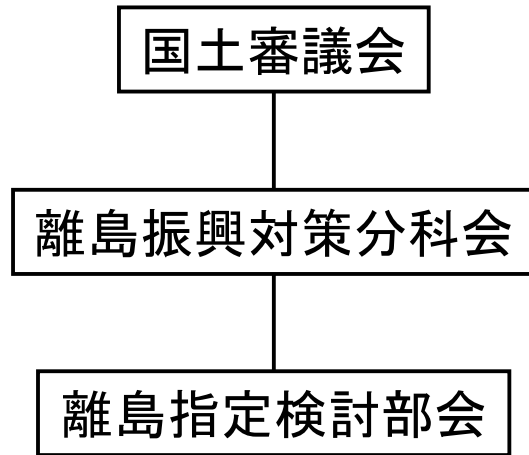 国土審議会
離島振興対策分科会
離島指定検討部会